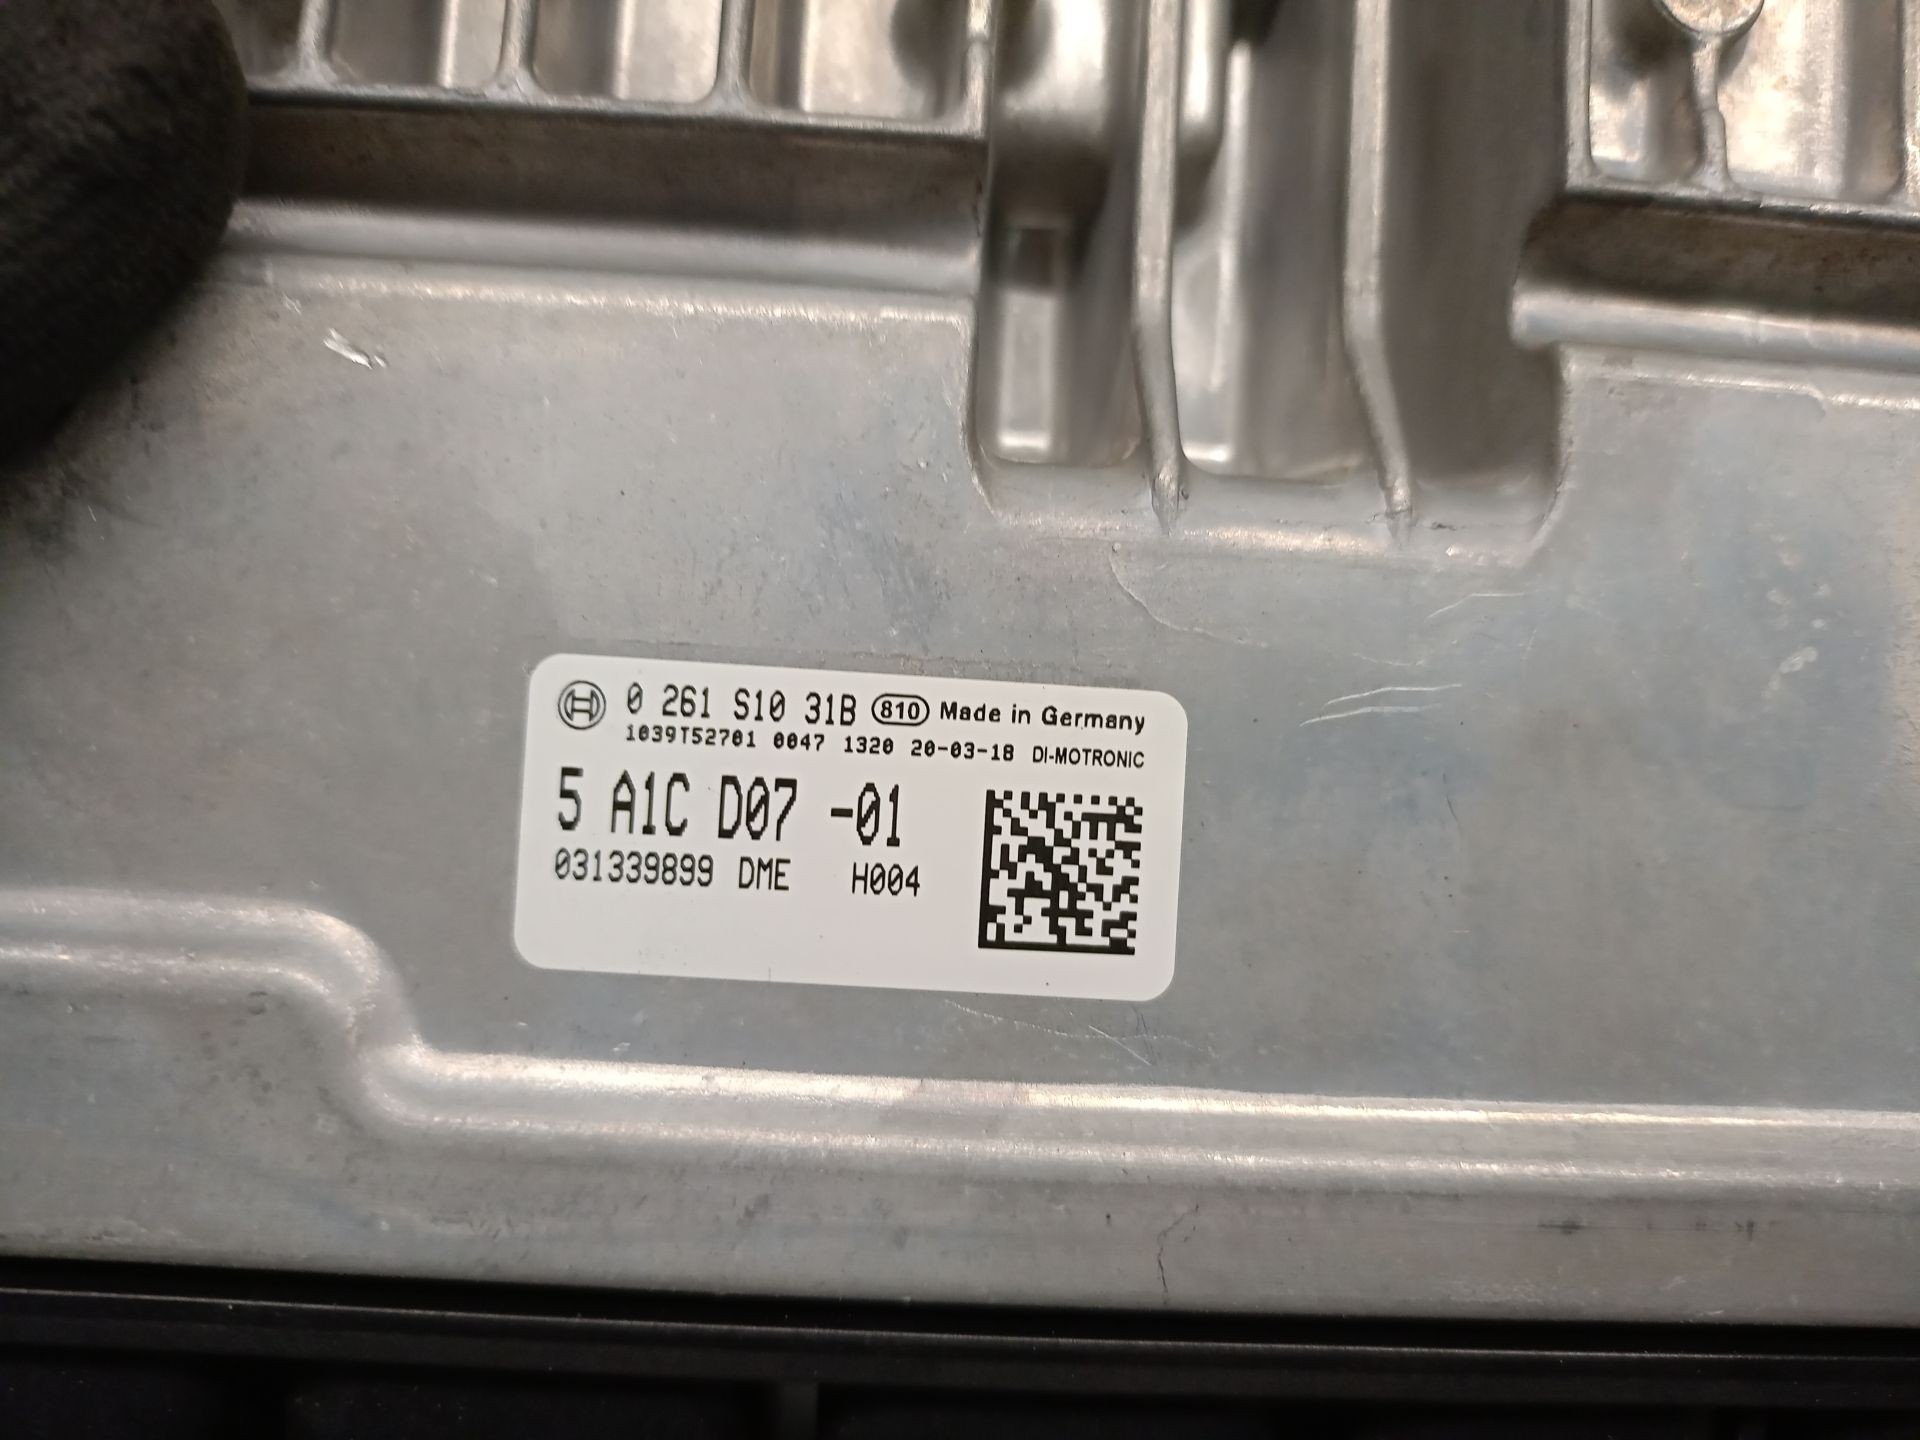 0 261 S10 31B 810 Made in Germany
1039T52701 0047 1320 20-03-18 DI-MOTRONIC
5 A1C D07 -01
031339899 DME H004